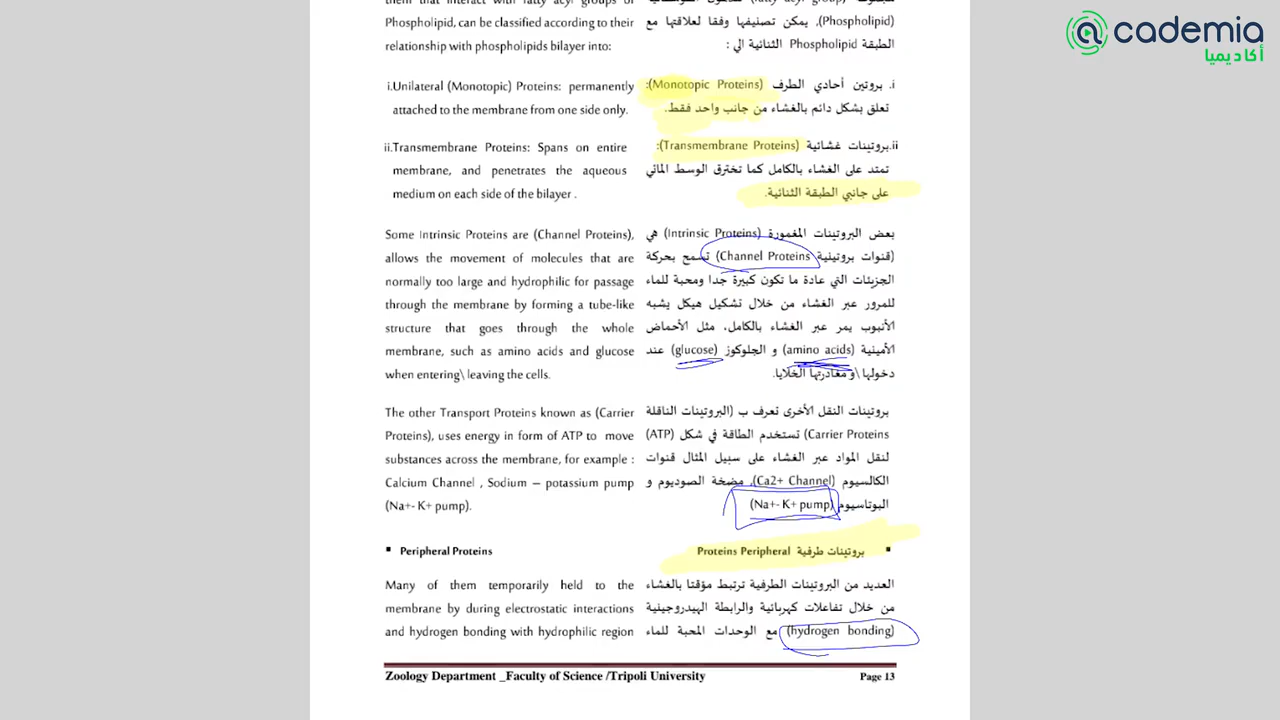 @cademia
أكاديميا
them that interact with fatty acyl groups of
Phospholipid, can be classified according to their
relationship with phospholipids bilayer into:
(Phospholipid)، يمكن تصنيفها وفقا لعلاقتها مع
الطبقة Phospholipid الثنائية الي :
i.Unilateral (Monotopic) Proteins: permanently
attached to the membrane from one side only.
i. بروتين أحادي الطرف (Monotopic Proteins):
تعلق بشكل دائم بالغشاء من جانب واحد فقط.
ii.Transmembrane Proteins: Spans on entire
membrane, and penetrates the aqueous
medium on each side of the bilayer .
ii.بروتينات غشائية (Transmembrane Proteins):
تمتد على الغشاء بالكامل كما تخترق الوسط المائي
على جانبي الطبقة الثنائية.
Some Intrinsic Proteins are (Channel Proteins),
allows the movement of molecules that are
normally too large and hydrophilic for passage
through the membrane by forming a tube-like
structure that goes through the whole
membrane, such as amino acids and glucose
when entering\ leaving the cells.
بعض البروتينات المغمورة (Intrinsic Proteins) هي
(قنوات بروتينية Channel Proteins) تسمح بحركة
الجزيئات التي عادة ما تكون كبيرة جدا ومحبة للماء
للمرور عبر الغشاء من خلال تشكيل هيكل يشبه
الأنبوب يمر عبر الغشاء بالكامل، مثل الأحماض
الأمينية (amino acids) و الجلوكوز (glucose) عند
دخولها \و مغادرتها الخلايا.
The other Transport Proteins known as (Carrier
Proteins), uses energy in form of ATP to move
substances across the membrane, for example :
Calcium Channel , Sodium – potassium pump
(Na+- K+ pump).
بروتينات النقل الأخرى تعرف ب (البروتينات الناقلة
Carrier Proteins) تستخدم الطاقة في شكل (ATP)
لنقل المواد عبر الغشاء على سبيل المثال قنوات
الكالسيوم (Ca2+ Channel)، مضخة الصوديوم و
البوتاسيوم (Na+- K+ pump)
▪ Peripheral Proteins
▪ بروتينات طرفية Proteins Peripheral
Many of them temporarily held to the
membrane by during electrostatic interactions
and hydrogen bonding with hydrophilic region
العديد من البروتينات الطرفية ترتبط مؤقتا بالغشاء
من خلال تفاعلات كهربائية والرابطة الهيدروجينية
(hydrogen bonding) مع الوحدات المحبة للماء
Zoology Department _Faculty of Science /Tripoli University
Page 13